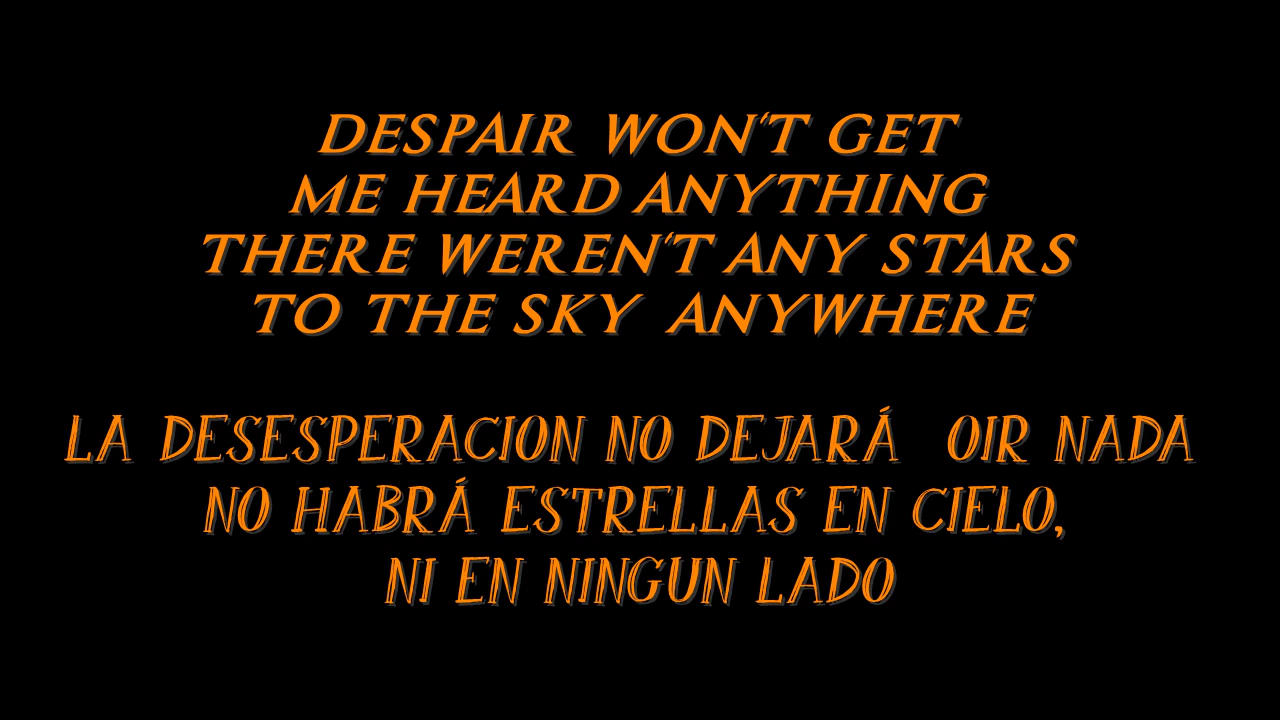 DESPAIR WON'T GET
ME HEARD ANYTHING
THERE WEREN'T ANY STARS
TO THE SKY ANYWHERE
LA DESESPERACION NO DEJARÁ OIR NADA
NO HABRÁ ESTRELLAS EN CIELO,
NI EN NINGUN LADO